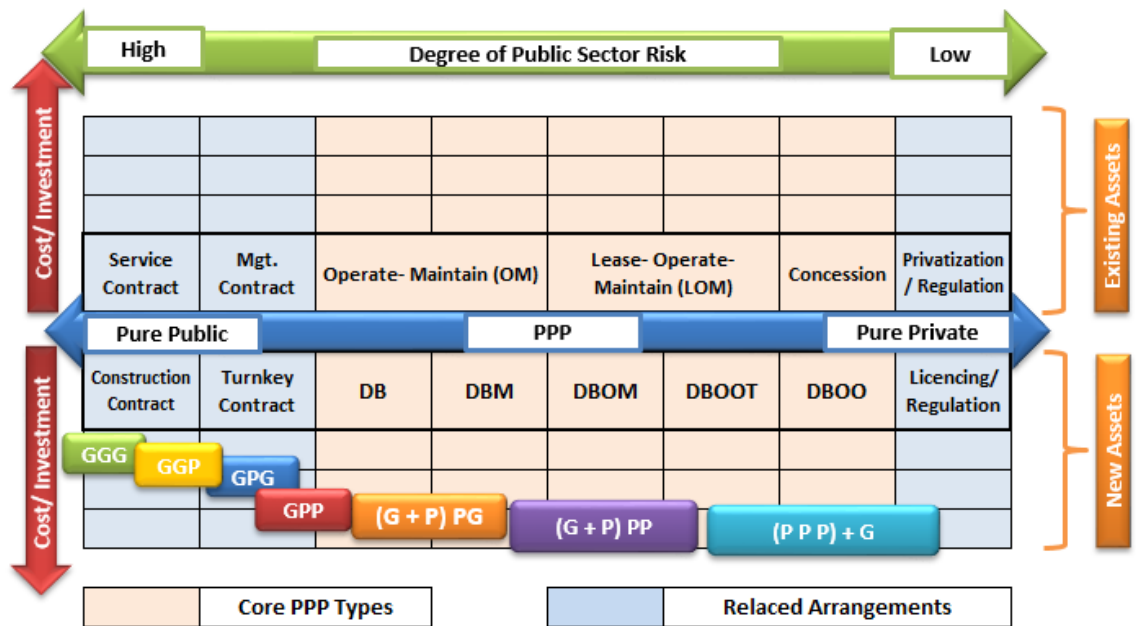 High
Degree of Public Sector Risk
Low
Cost/ Investment
Existing Assets
Service
Contract
Mgt.
Contract
Operate- Maintain (OM)
Lease- Operate-
Maintain (LOM)
Concession
Privatization
/ Regulation
Pure Public
PPP
Pure Private
Cost/ Investment
New Assets
Construction
Contract
Turnkey
Contract
DB
DBM
DBOM
DBOOT
DBOO
Licencing/
Regulation
GGG
GGP
GPG
GPP
(G + P) PG
(G + P) PP
(P P P) + G
Core PPP Types
Relaced Arrangements